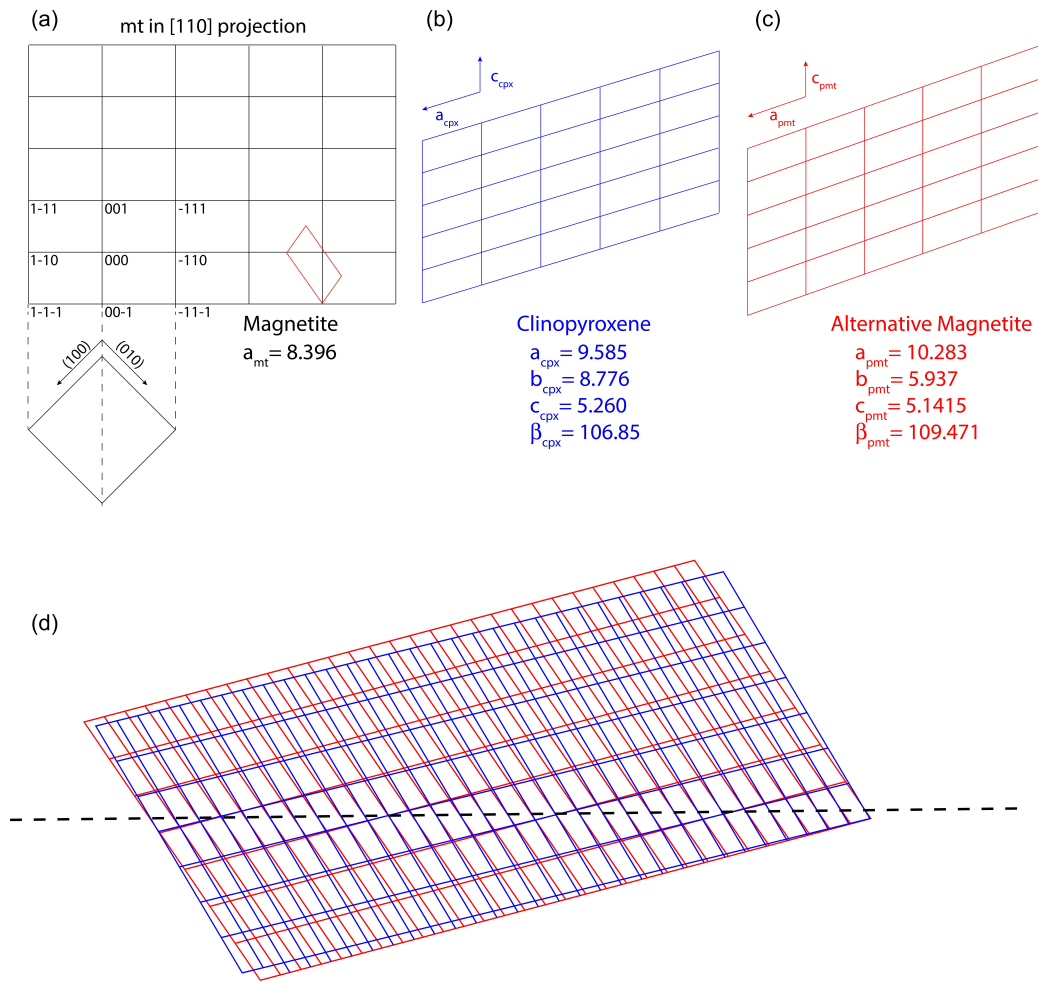 (a)
mt in [110] projection
1-11 001 -111
1-10 000 -110
1-1-1 00-1 -11-1
(100) (010)
Magnetite
a_mt= 8.396
(b)
c_cpx
a_cpx
Clinopyroxene
a_cpx= 9.585
b_cpx= 8.776
c_cpx= 5.260
β_cpx= 106.85
(c)
c_pmt
a_pmt
Alternative Magnetite
a_pmt= 10.283
b_pmt= 5.937
c_pmt= 5.1415
β_pmt= 109.471
(d)